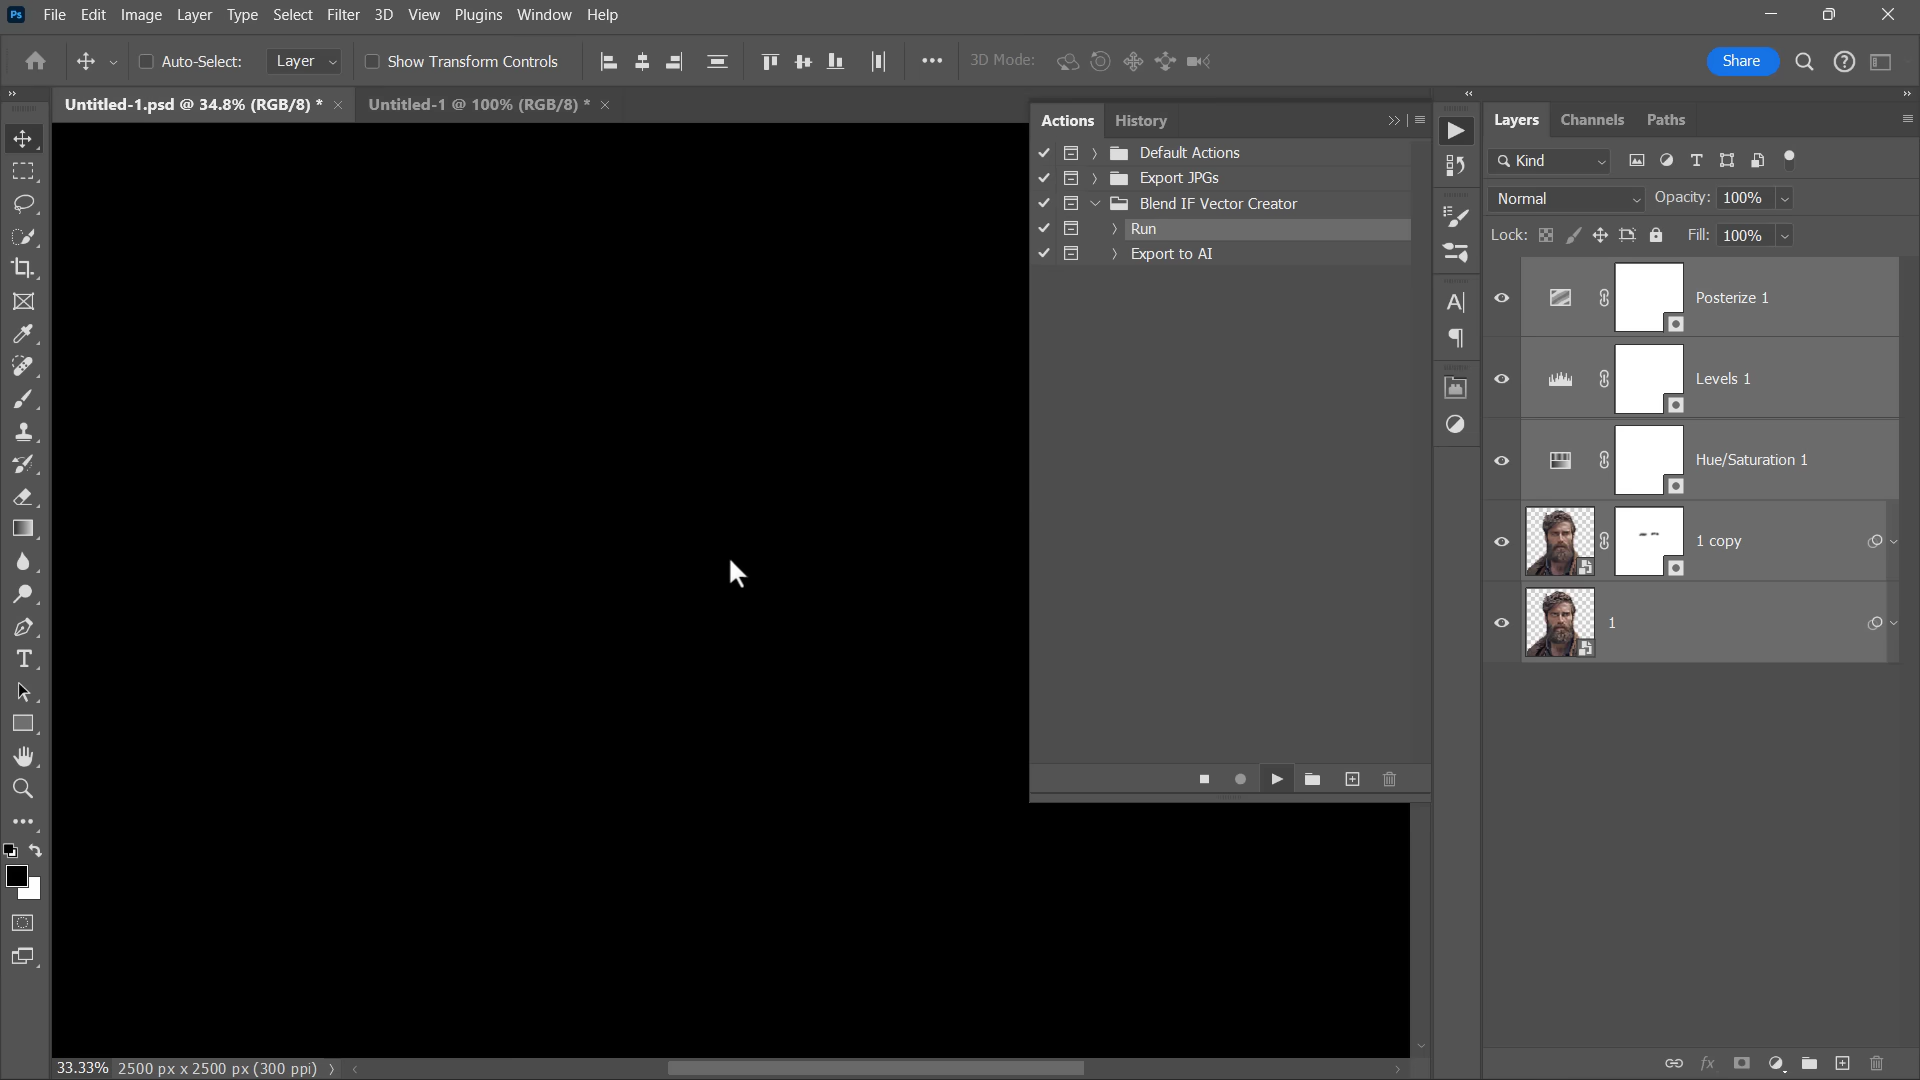 Ps File Edit Image Layer Type Select Filter 3D View Plugins Window Help
Auto-Select: Layer Show Transform Controls 3D Mode: Share
Untitled-1.psd @ 34.8% (RGB/8) * Untitled-1 @ 100% (RGB/8) *
Actions History
Default Actions
Export JPGs
Blend IF Vector Creator
Run
Export to AI
Layers Channels Paths
Kind
Normal Opacity: 100%
Lock: Fill: 100%
Posterize 1
Levels 1
Hue/Saturation 1
1 copy
1
33.33% 2500 px x 2500 px (300 ppi)
fx